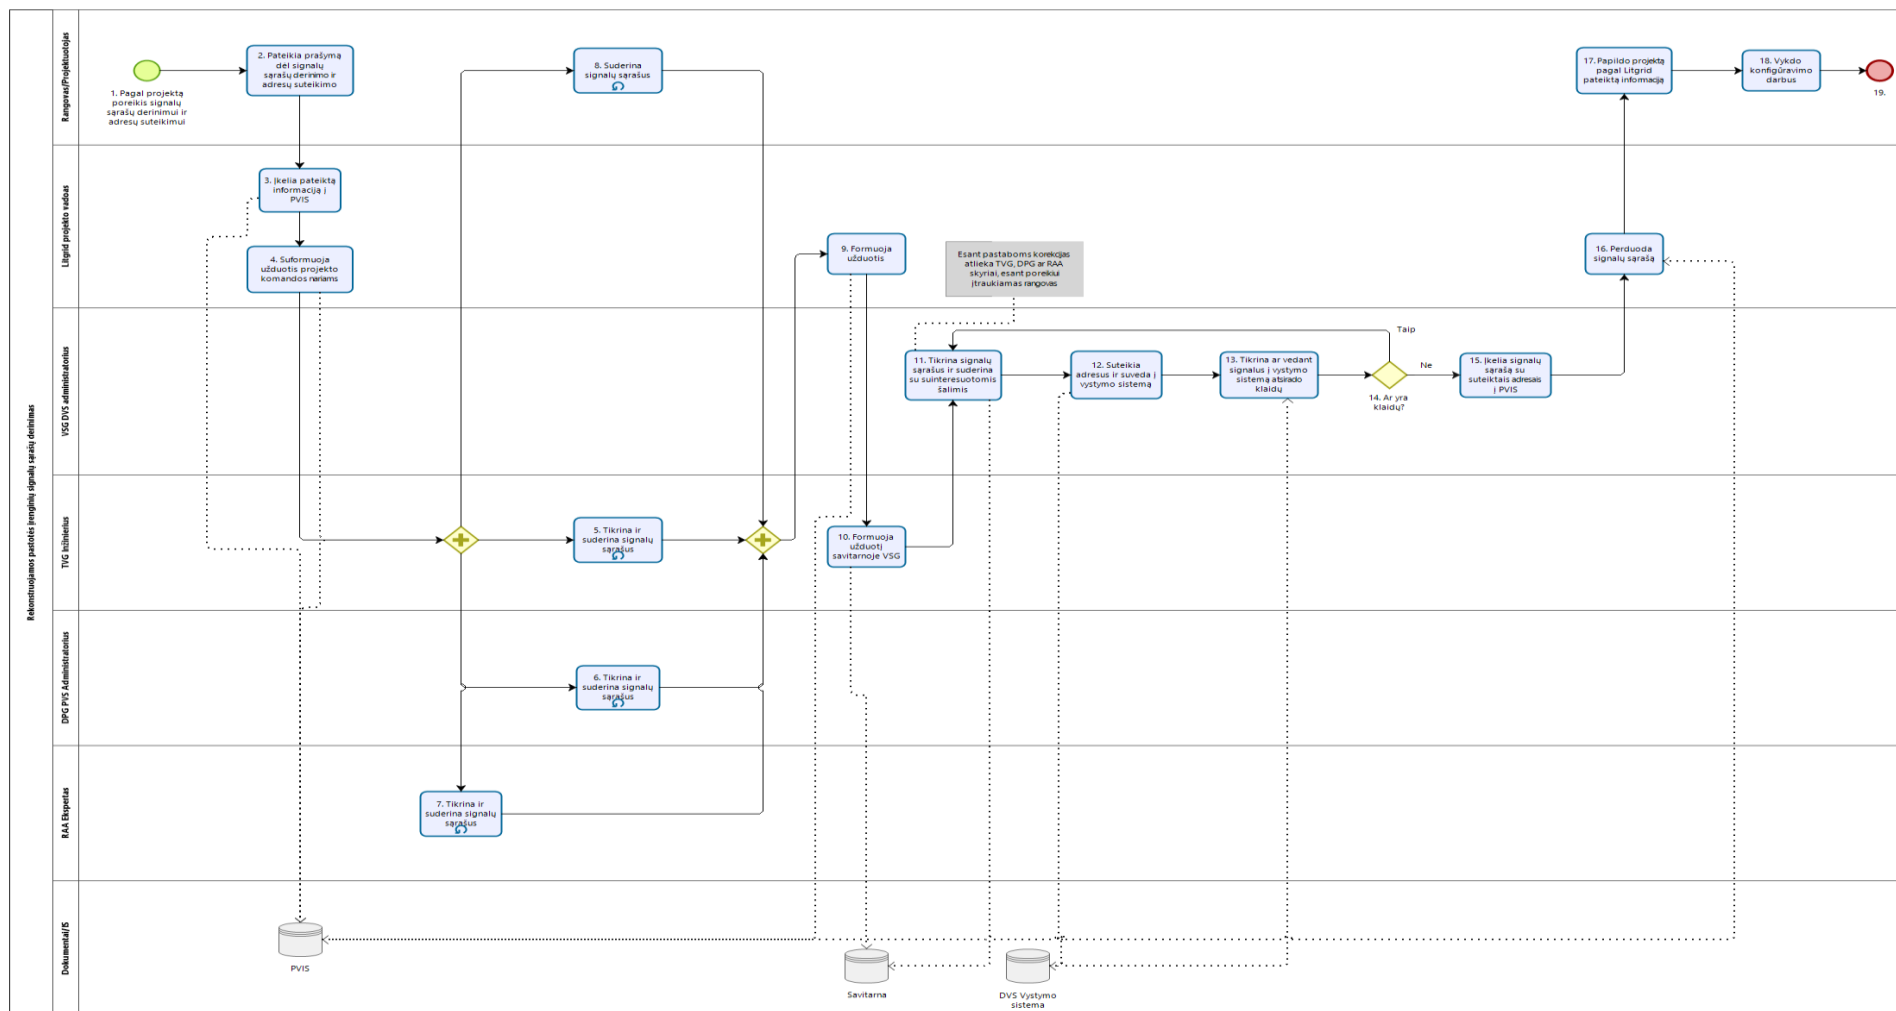 Rekonstruojamos pastotės įrenginių signalų sąrašų derinimas
Rangovas/Projektuotojas
1. Pagal projektą
poreikis signalų
sąrašų derinimui ir
adresų suteikimui
2. Pateikia prašymą
dėl signalų
sąrašų derinimo ir
adresų suteikimo
8. Suderina
signalų sąrašus
17. Papildo projektą
pagal Litgrid
pateiktą informaciją
18. Vykdo
konfigūravimo
darbus
19.
Litgrid projekto vadoas
3. Įkelia pateiktą
informaciją į
PVIS
4. Suformuoja
užduotis projekto
komandos nariams
9. Formuoja
užduotis
Esant pastaboms korekcijas
atlieka TVG, DPG ar RAA
skyriai, esant poreikiui
įtraukiamas rangovas
16. Perduoda
signalų sąrašą
VSG DVS administratorius
11. Tikrina signalų
sąrašus ir suderina
su suinteresuotomis
šalimis
12. Suteikia
adresus ir suveda į
vystymo sistemą
13. Tikrina ar vedant
signalus į vystymo
sistemą atsirado
klaidų
Taip
14. Ar yra
klaidų?
Ne
15. Įkelia signalų
sąrašą su
suteiktais adresais
į PVIS
TVG Inžinierius
5. Tikrina ir
suderina signalų
sąrašus
10. Formuoja
užduotį
savitarnoje VSG
DPG PVS Administratorius
6. Tikrina ir
suderina signalų
sąrašus
RAA Ekspertas
7. Tikrina ir
suderina signalų
sąrašus
Dokumentai/IS
PVIS
Savitarna
DVS Vystymo
sistema